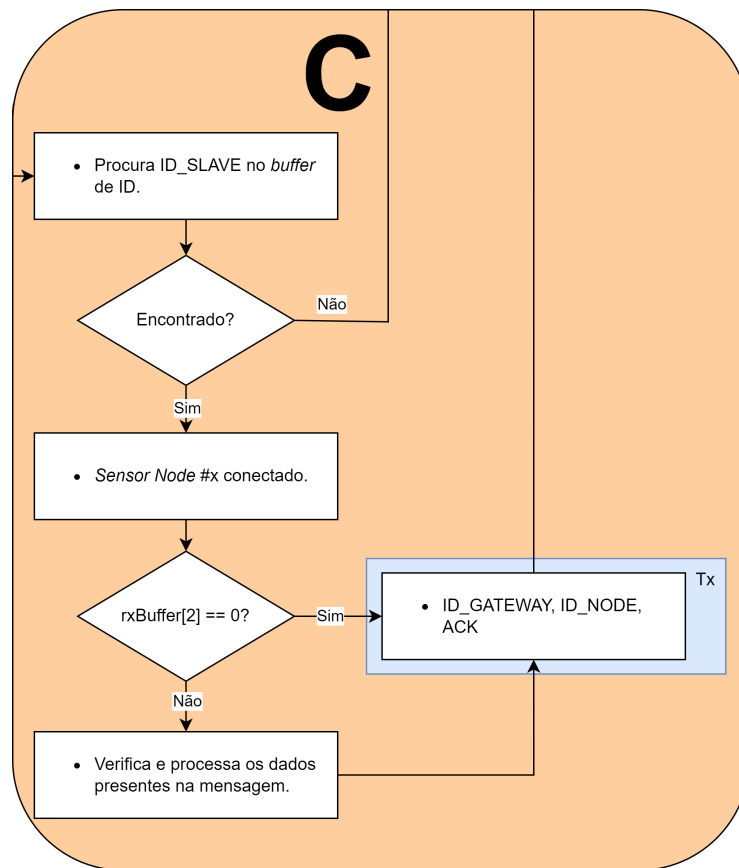 C
• Procura ID_SLAVE no buffer
de ID.
Não
Encontrado?
Sim
• Sensor Node #x conectado.
Tx
rxBuffer[2] == 0?
Sim
• ID_GATEWAY, ID_NODE,
ACK
Não
• Verifica e processa os dados
presentes na mensagem.